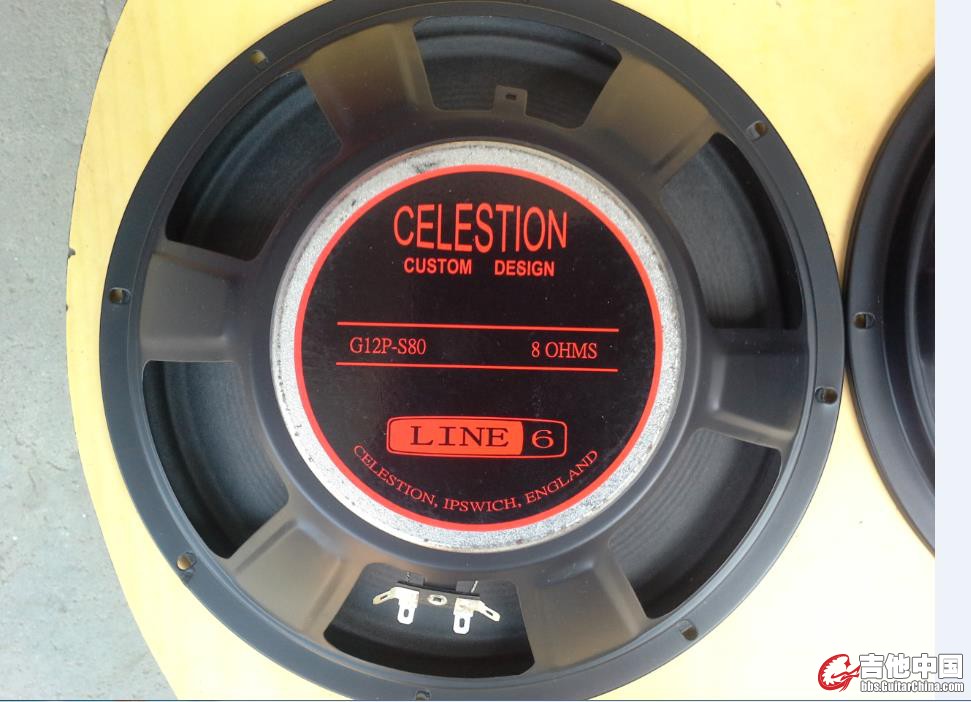 CELESTION
CUSTOM DESIGN
G12P-S80 8 OHMS
LINE 6
CELESTION, IPSWICH, ENGLAND
吉他中国
bbs.GuitarChina.com